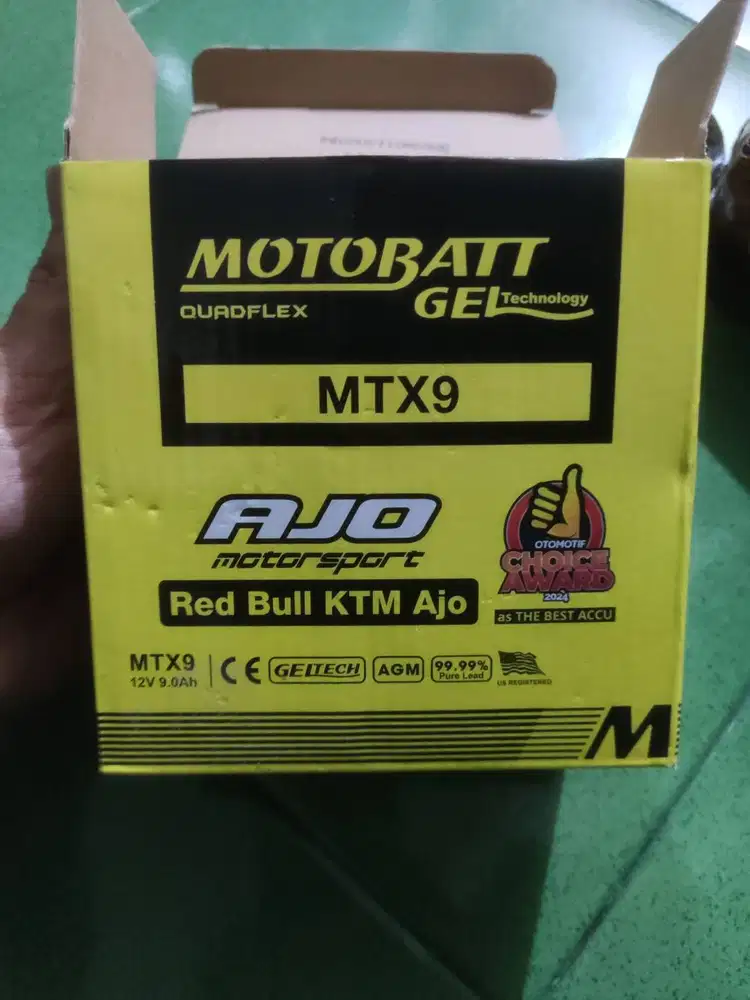 MOTOBATT
QUADFLEX
GEL Technology
MTX9
AJO
motorsport
Red Bull KTM Ajo
OTOMOTIF
CHOICE
AWARD
2024
as THE BEST ACCU
MTX9
12V 9.0Ah
CE
GELTECH
AGM
99.99%
Pure Lead
US REGISTERED
M